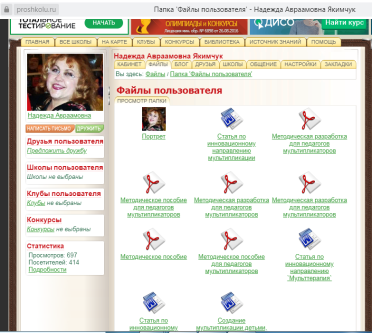 proshkolu.ru
Папка 'Файлы пользователя' - Надежда Авраамовна Якимчук
ТОТАЛЬНОЕ
ТЕСТИРОВАНИЕ
НАЧАТЬ
ОЛИМПИАДЫ и КОНКУРСЫ
ДИСО
Найти курс
ГЛАВНАЯ ВСЕ ШКОЛЫ НА КАРТЕ КЛУБЫ КОНКУРСЫ БИБЛИОТЕКА ИСТОЧНИК ЗНАНИЙ ПОМОЩЬ
Надежда Авраамовна Якимчук
КАБИНЕТ ФАЙЛЫ БЛОГ ДРУЗЬЯ ШКОЛЫ ОБЩЕНИЕ НАСТРОЙКИ ЗАКЛАДКИ
Вы здесь: Файлы / Папка 'Файлы пользователя'
Файлы пользователя
ПРОСМОТР ПАПКИ
Надежда Авраамовна
НАПИСАТЬ ПИСЬМО ДРУЖИТЬ
Друзья пользователя
Предложить дружбу
Школы пользователя
Школы не выбраны
Клубы пользователя
Клубы не выбраны
Конкурсы
Конкурсы не выбраны
Статистика
Просмотров: 697
Посетителей: 414
Подробности
Портрет
Статья по
инновационному
направлению
мультипликации
Методическая разработка
для педагогов
мультипликаторов
Методическое пособие
для педагогов
мультипликаторов
Методическая разработка
для педагогов
мультипликаторов
Методическая разработка
для педагогов
мультипликаторов
Методическое пособие
Методическое пособие
для педагогов
мультипликаторов
Статья по
инновационному
направлению
"Мульттерапия".
Статья по
инновационному
Создание
мультипликации детьми.